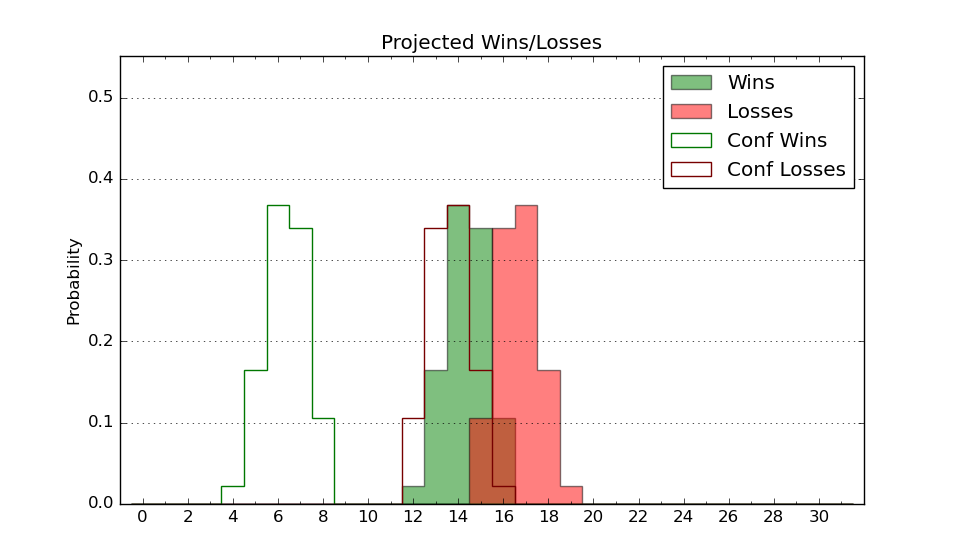 Projected Wins/Losses
Wins
Losses
Conf Wins
Conf Losses
Probability
0.5
0.4
0.3
0.2
0.1
0.0
0 2 4 6 8 10 12 14 16 18 20 22 24 26 28 30